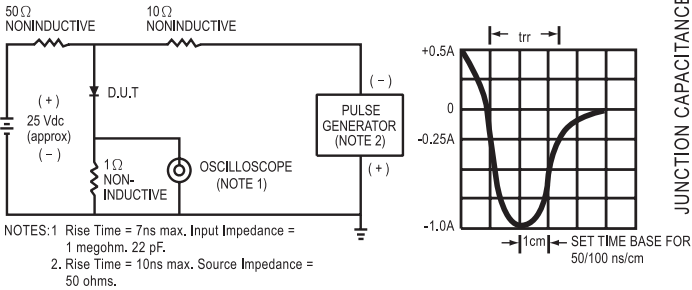 50Ω
NONINDUCTIVE
10Ω
NONINDUCTIVE
D.U.T
(+)
25 Vdc
(approx)
(−)
1Ω
NON-
INDUCTIVE
OSCILLOSCOPE
(NOTE 1)
(−)
PULSE
GENERATOR
(NOTE 2)
(+)
NOTES:1 Rise Time = 7ns max. Input Impedance =
1 megohm. 22 pF.
2. Rise Time = 10ns max. Source Impedance =
50 ohms.
trr
+0.5A
0
-0.25A
-1.0A
1cm
SET TIME BASE FOR
50/100 ns/cm
JUNCTION CAPACITANCE